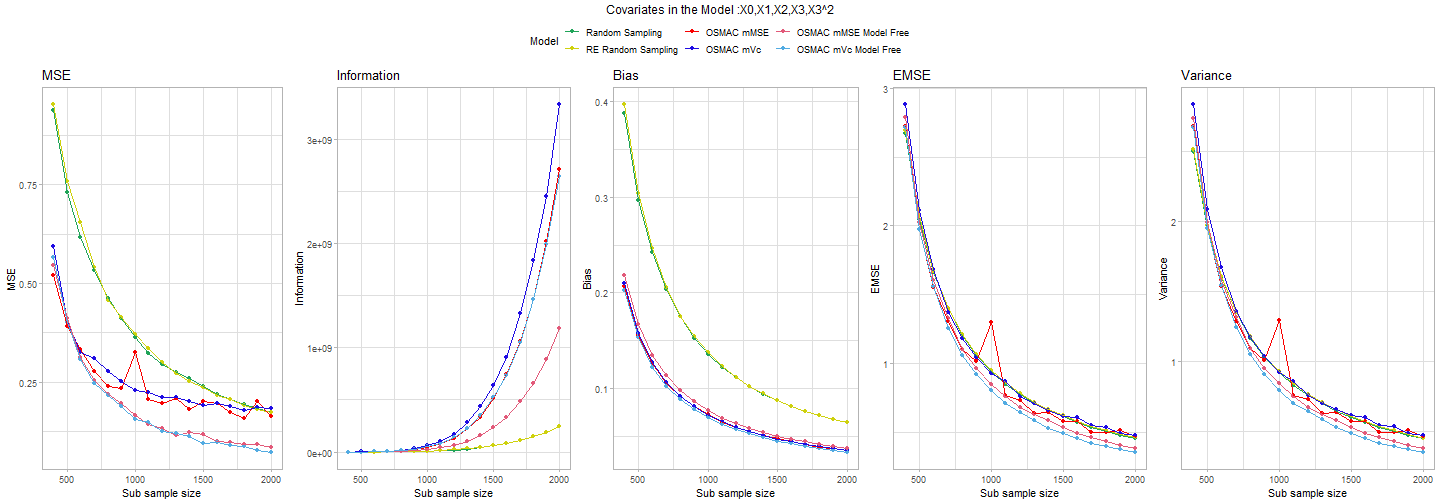 Covariates in the Model :X0,X1,X2,X3,X3^2
Model
Random Sampling
OSMAC mMSE
OSMAC mMSE Model Free
RE Random Sampling
OSMAC mVc
OSMAC mVc Model Free
MSE
Information
Bias
EMSE
Variance
MSE
0.75
0.50
0.25
500
1000
1500
2000
Sub sample size
Information
3e+09
2e+09
1e+09
0e+00
500
1000
1500
2000
Sub sample size
Bias
0.4
0.3
0.2
0.1
500
1000
1500
2000
Sub sample size
EMSE
3
2
1
500
1000
1500
2000
Sub sample size
Variance
2
1
500
1000
1500
2000
Sub sample size